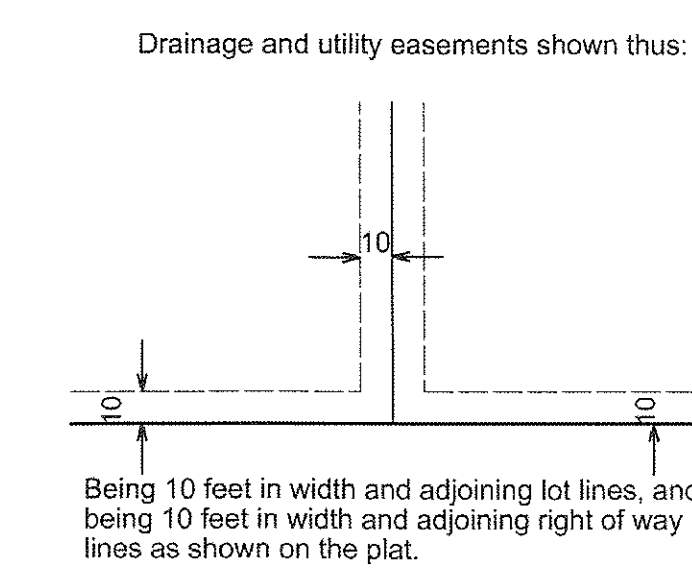 Drainage and utility easements shown thus:
10
10
10
Being 10 feet in width and adjoining lot lines, and
being 10 feet in width and adjoining right of way
lines as shown on the plat.